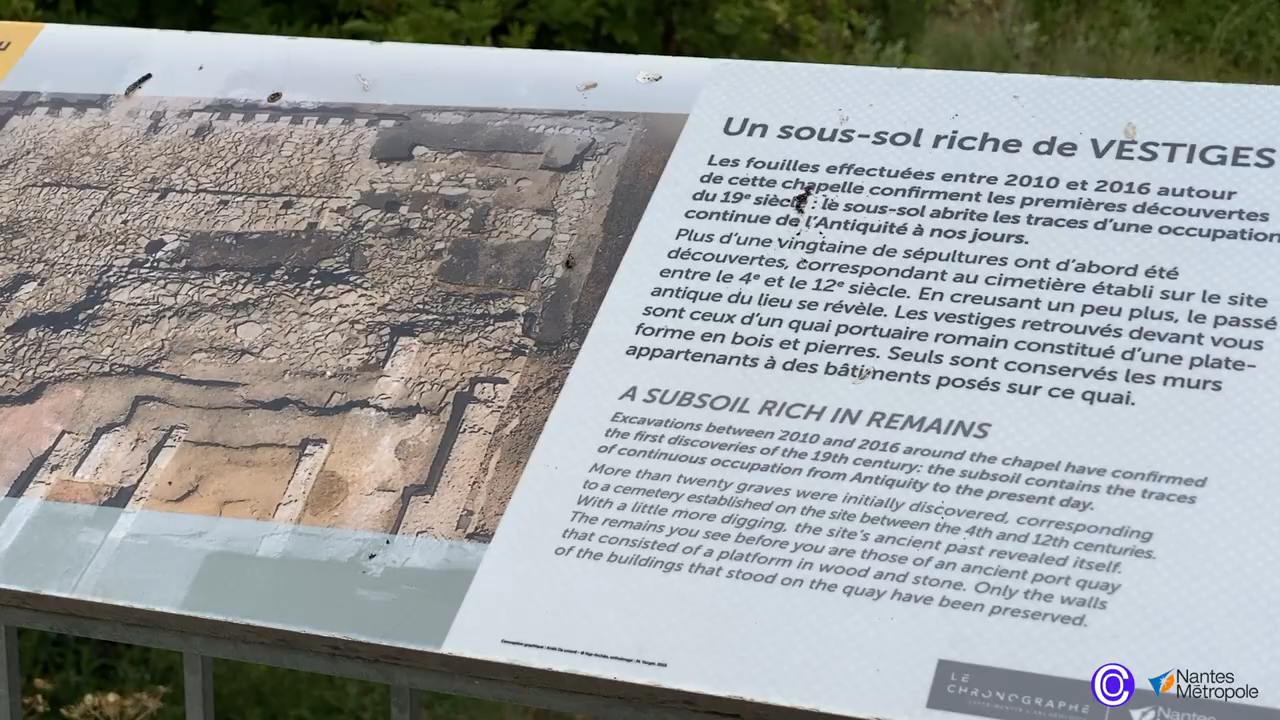 Un sous-sol riche de VESTIGES
Les fouilles effectuées entre 2010 et 2016 autour
de cette chapelle confirment les premières découvertes
du 19e siècle : le sous-sol abrite les traces d'une occupation
continue de l'Antiquité à nos jours.
Plus d'une vingtaine de sépultures ont d'abord été
découvertes, correspondant au cimetière établi sur le site
entre le 4e et le 12e siècle. En creusant un peu plus, le passé
antique du lieu se révèle. Les vestiges retrouvés devant vous
sont ceux d'un quai portuaire romain constitué d'une plate-
forme en bois et pierres. Seuls sont conservés les murs
appartenants à des bâtiments posés sur ce quai.
A SUBSOIL RICH IN REMAINS
Excavations between 2010 and 2016 around the chapel have confirmed
the first discoveries of the 19th century: the subsoil contains the traces
of continuous occupation from Antiquity to the present day.
More than twenty graves were initially discovered, corresponding
to a cemetery established on the site between the 4th and 12th centuries.
With a little more digging, the site's ancient past revealed itself.
The remains you see before you are those of an ancient port quay
that consisted of a platform in wood and stone. Only the walls
of the buildings that stood on the quay have been preserved.
LE
CHRONOGRAPHE
Nantes
Nantes
Métropole